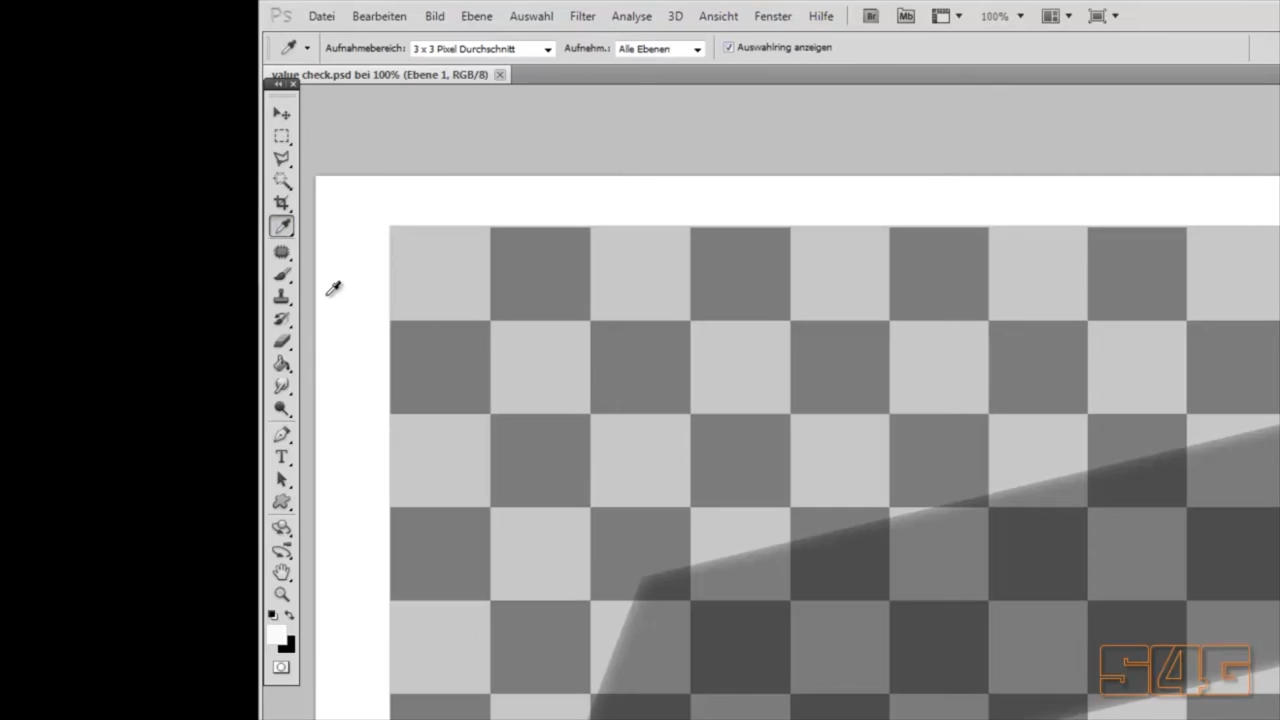 Ps Datei Bearbeiten Bild Ebene Auswahl Filter Analyse 3D Ansicht Fenster Hilfe Br Mb 100%
Aufnahmebereich: 3 x 3 Pixel Durchschnitt Aufnehm.: Alle Ebenen Auswahlring anzeigen
value check.psd bei 100% (Ebene 1, RGB/8)
T
S4G